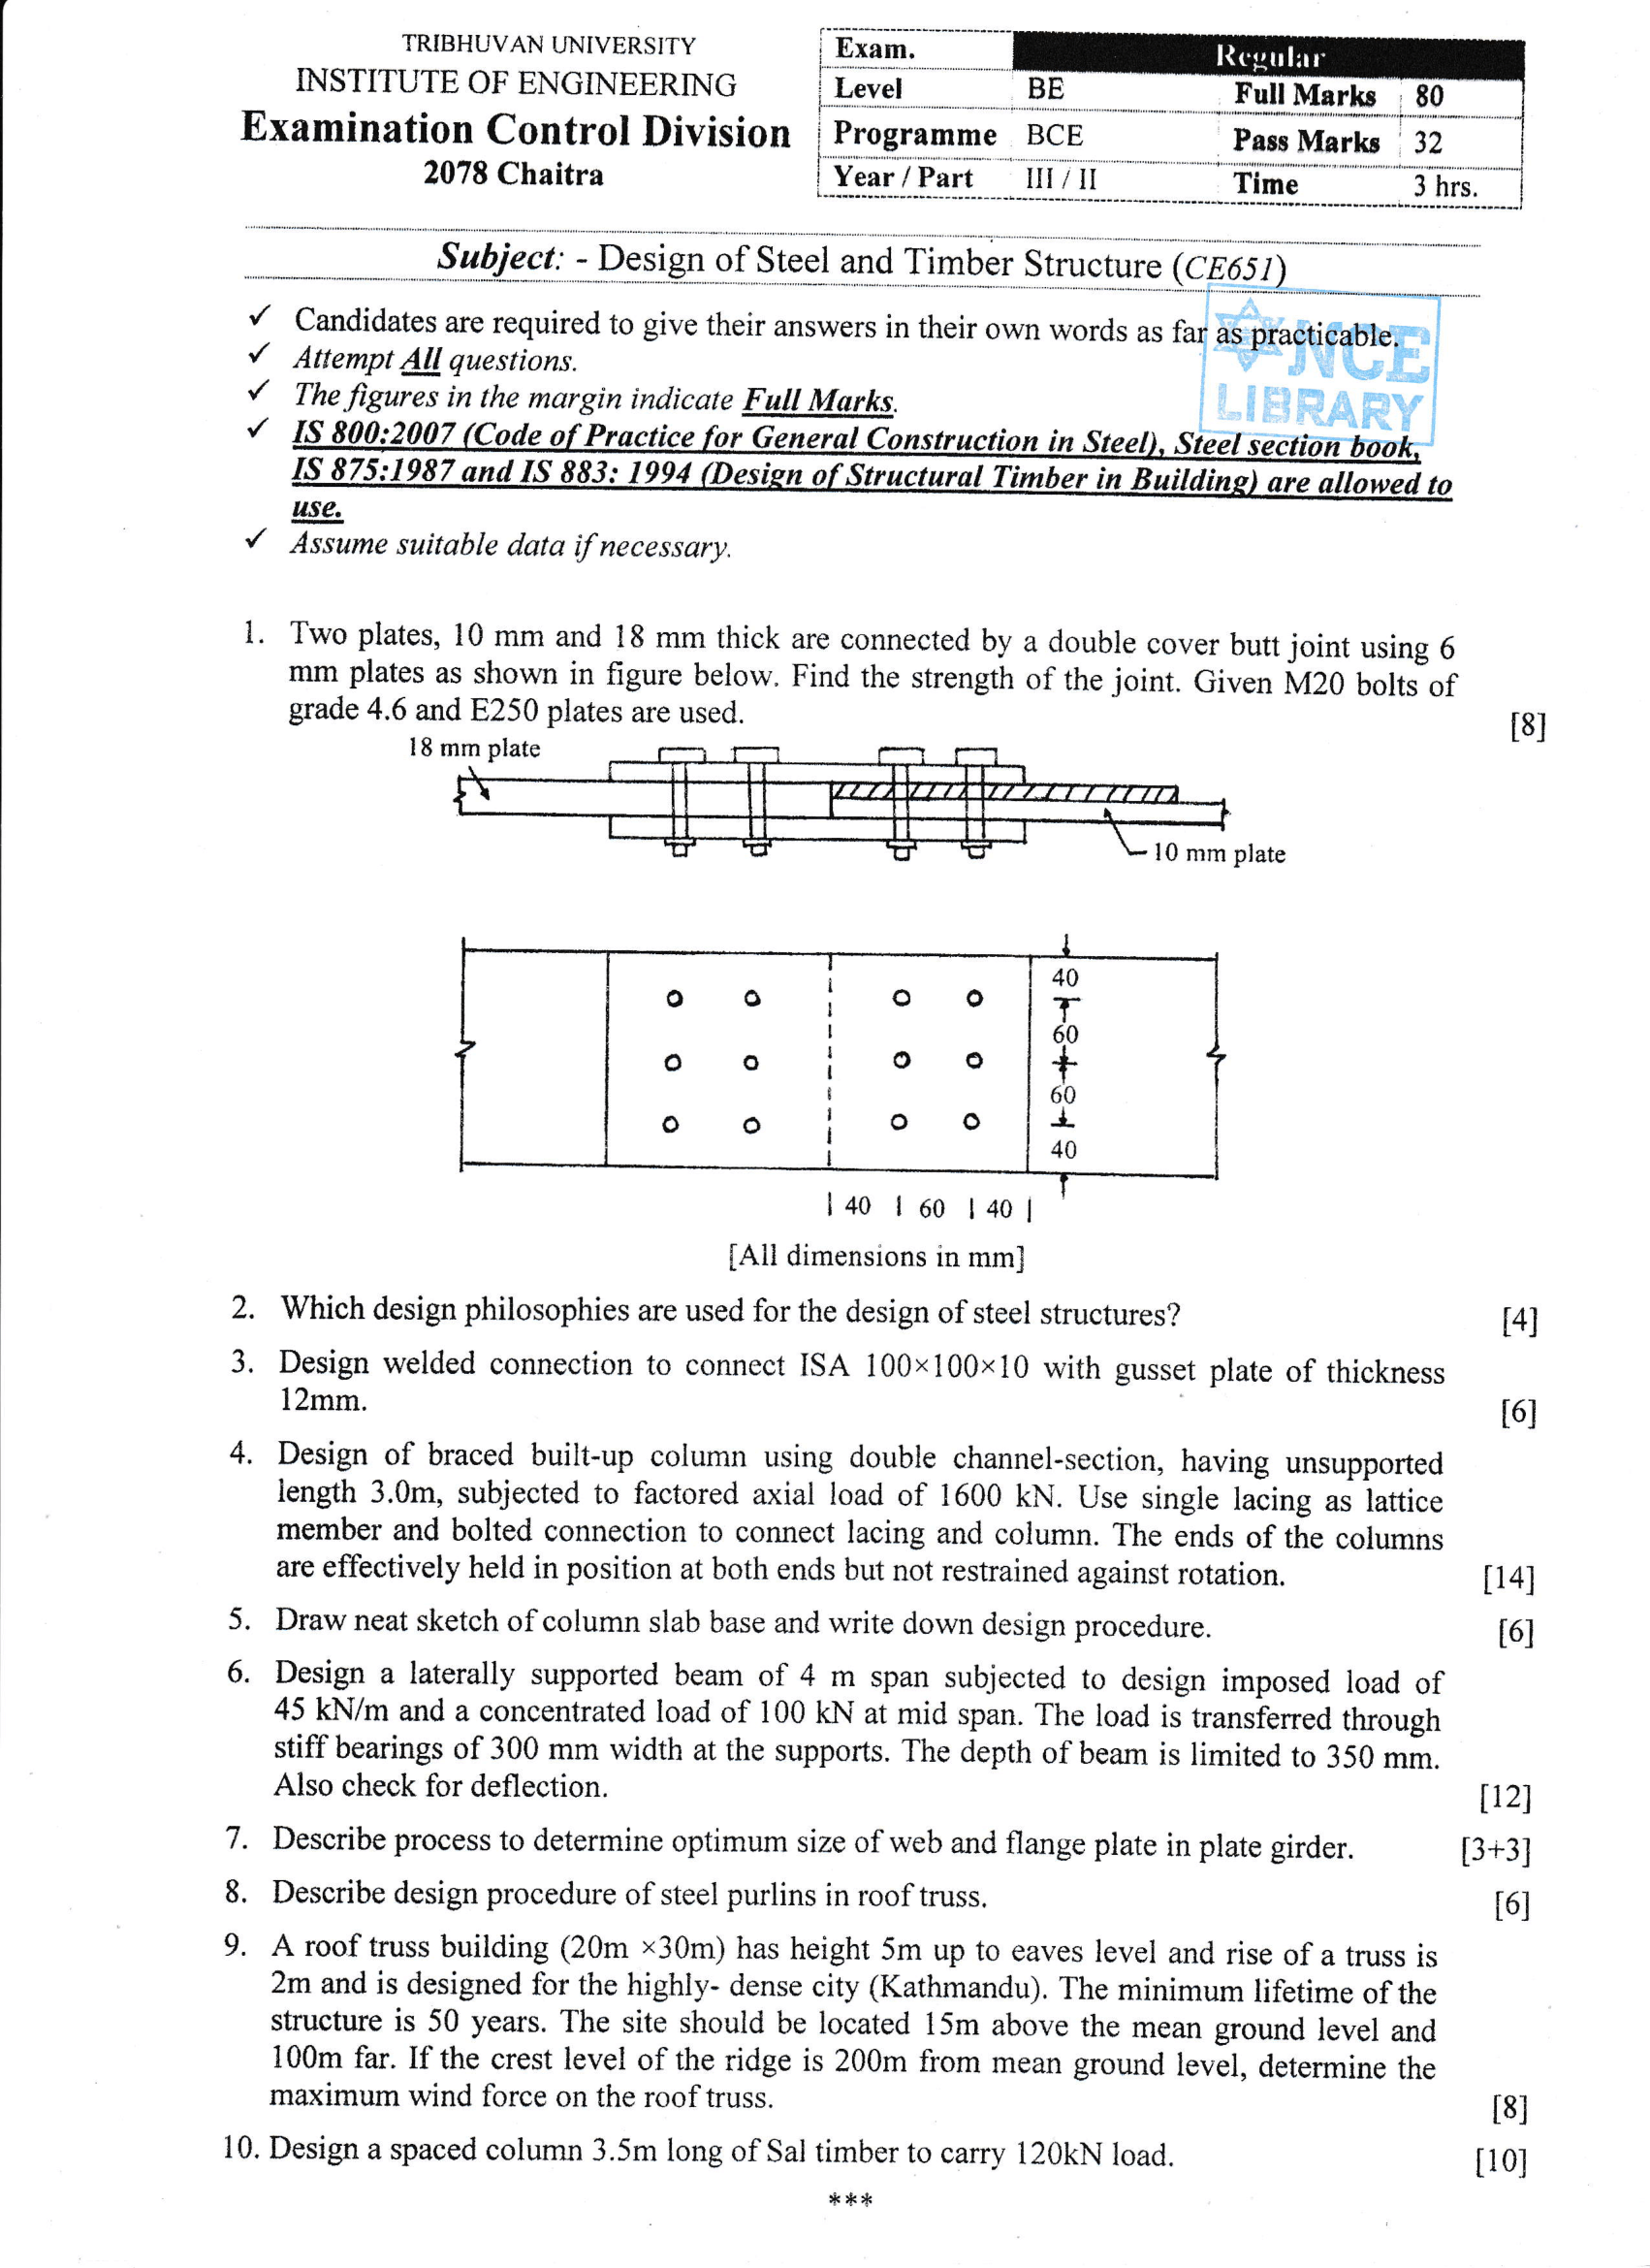 TRIBHUVAN UNIVERSITY
INSTITUTE OF ENGINEERING
Examination Control Division
2078 Chaitra
Exam. Regular
Level BE Full Marks 80
Programme BCE Pass Marks 32
Year / Part III / II Time 3 hrs.
Subject: - Design of Steel and Timber Structure (CE651)
✓ Candidates are required to give their answers in their own words as far as practicable.
✓ Attempt All questions.
✓ The figures in the margin indicate Full Marks.
✓ IS 800:2007 (Code of Practice for General Construction in Steel), Steel section book,
IS 875:1987 and IS 883: 1994 (Design of Structural Timber in Building) are allowed to
use.
✓ Assume suitable data if necessary.
NCE
LIBRARY
1. Two plates, 10 mm and 18 mm thick are connected by a double cover butt joint using 6
mm plates as shown in figure below. Find the strength of the joint. Given M20 bolts of
grade 4.6 and E250 plates are used. [8]
18 mm plate
10 mm plate
40
60
60
40
40 60 40
[All dimensions in mm]
2. Which design philosophies are used for the design of steel structures? [4]
3. Design welded connection to connect ISA 100×100×10 with gusset plate of thickness
12mm. [6]
4. Design of braced built-up column using double channel-section, having unsupported
length 3.0m, subjected to factored axial load of 1600 kN. Use single lacing as lattice
member and bolted connection to connect lacing and column. The ends of the columns
are effectively held in position at both ends but not restrained against rotation. [14]
5. Draw neat sketch of column slab base and write down design procedure. [6]
6. Design a laterally supported beam of 4 m span subjected to design imposed load of
45 kN/m and a concentrated load of 100 kN at mid span. The load is transferred through
stiff bearings of 300 mm width at the supports. The depth of beam is limited to 350 mm.
Also check for deflection. [12]
7. Describe process to determine optimum size of web and flange plate in plate girder. [3+3]
8. Describe design procedure of steel purlins in roof truss. [6]
9. A roof truss building (20m ×30m) has height 5m up to eaves level and rise of a truss is
2m and is designed for the highly- dense city (Kathmandu). The minimum lifetime of the
structure is 50 years. The site should be located 15m above the mean ground level and
100m far. If the crest level of the ridge is 200m from mean ground level, determine the
maximum wind force on the roof truss. [8]
10. Design a spaced column 3.5m long of Sal timber to carry 120kN load. [10]
***